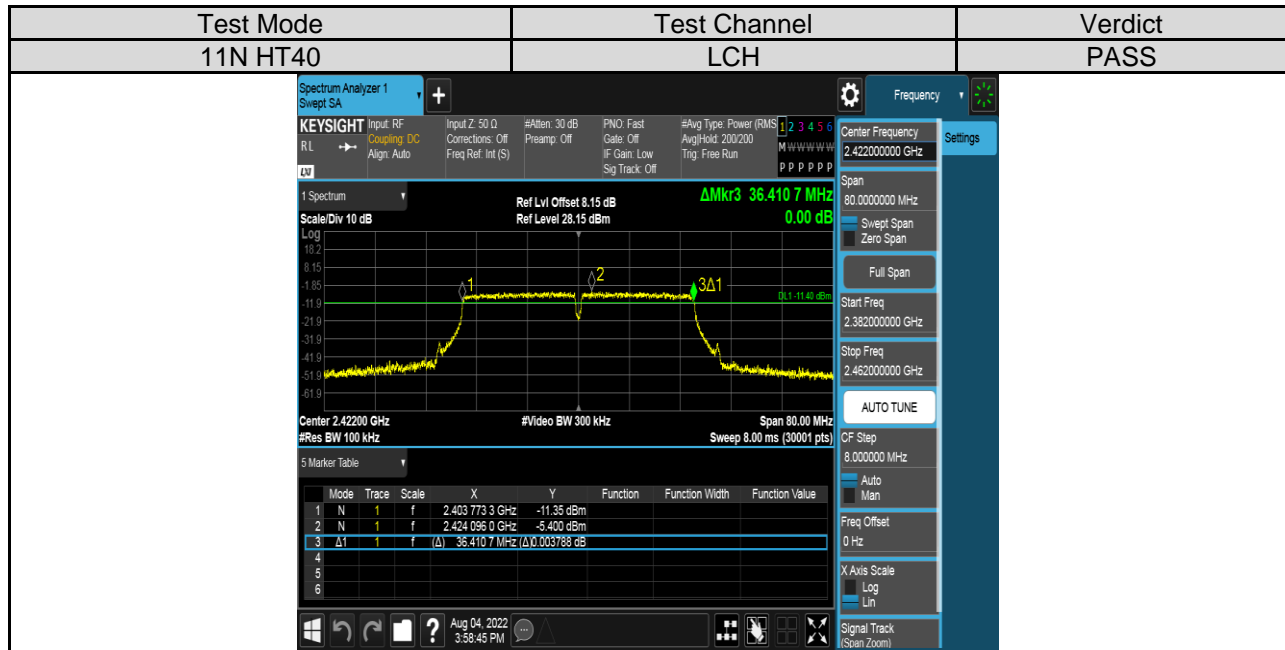 Test Mode Test Channel Verdict
11N HT40 LCH PASS
Spectrum Analyzer 1
Swept SA
+
Frequency
KEYSIGHT Input: RF Input Z: 50 Ω #Atten: 30 dB PNO: Fast #Avg Type: Power (RMS 1 2 3 4 5 6
RL Coupling: DC Corrections: Off Preamp: Off Gate: Off Avg|Hold: 200/200 M W W W W W
Align: Auto Freq Ref: Int (S) IF Gain: Low Trig: Free Run
LXI Sig Track: Off P P P P P P
1 Spectrum
Ref Lvl Offset 8.15 dB ΔMkr3 36.410 7 MHz
Scale/Div 10 dB Ref Level 28.15 dBm 0.00 dB
Log
18.2
8.15
-1.85
-11.9
-21.9
-31.9
-41.9
-51.9
-61.9
1
2
3Δ1
DL1 -11.40 dBm
Center 2.42200 GHz #Video BW 300 kHz Span 80.00 MHz
#Res BW 100 kHz Sweep 8.00 ms (30001 pts)
5 Marker Table
Mode Trace Scale X Y Function Function Width Function Value
1 N 1 f 2.403 773 3 GHz -11.35 dBm
2 N 1 f 2.424 096 0 GHz -5.400 dBm
3 Δ1 1 f (Δ) 36.410 7 MHz (Δ)0.003788 dB
4
5
6
?
Aug 04, 2022
3:58:45 PM
Center Frequency
2.422000000 GHz
Settings
Span
80.0000000 MHz
Swept Span
Zero Span
Full Span
Start Freq
2.382000000 GHz
Stop Freq
2.462000000 GHz
AUTO TUNE
CF Step
8.000000 MHz
Auto
Man
Freq Offset
0 Hz
X Axis Scale
Log
Lin
Signal Track
(Span Zoom)